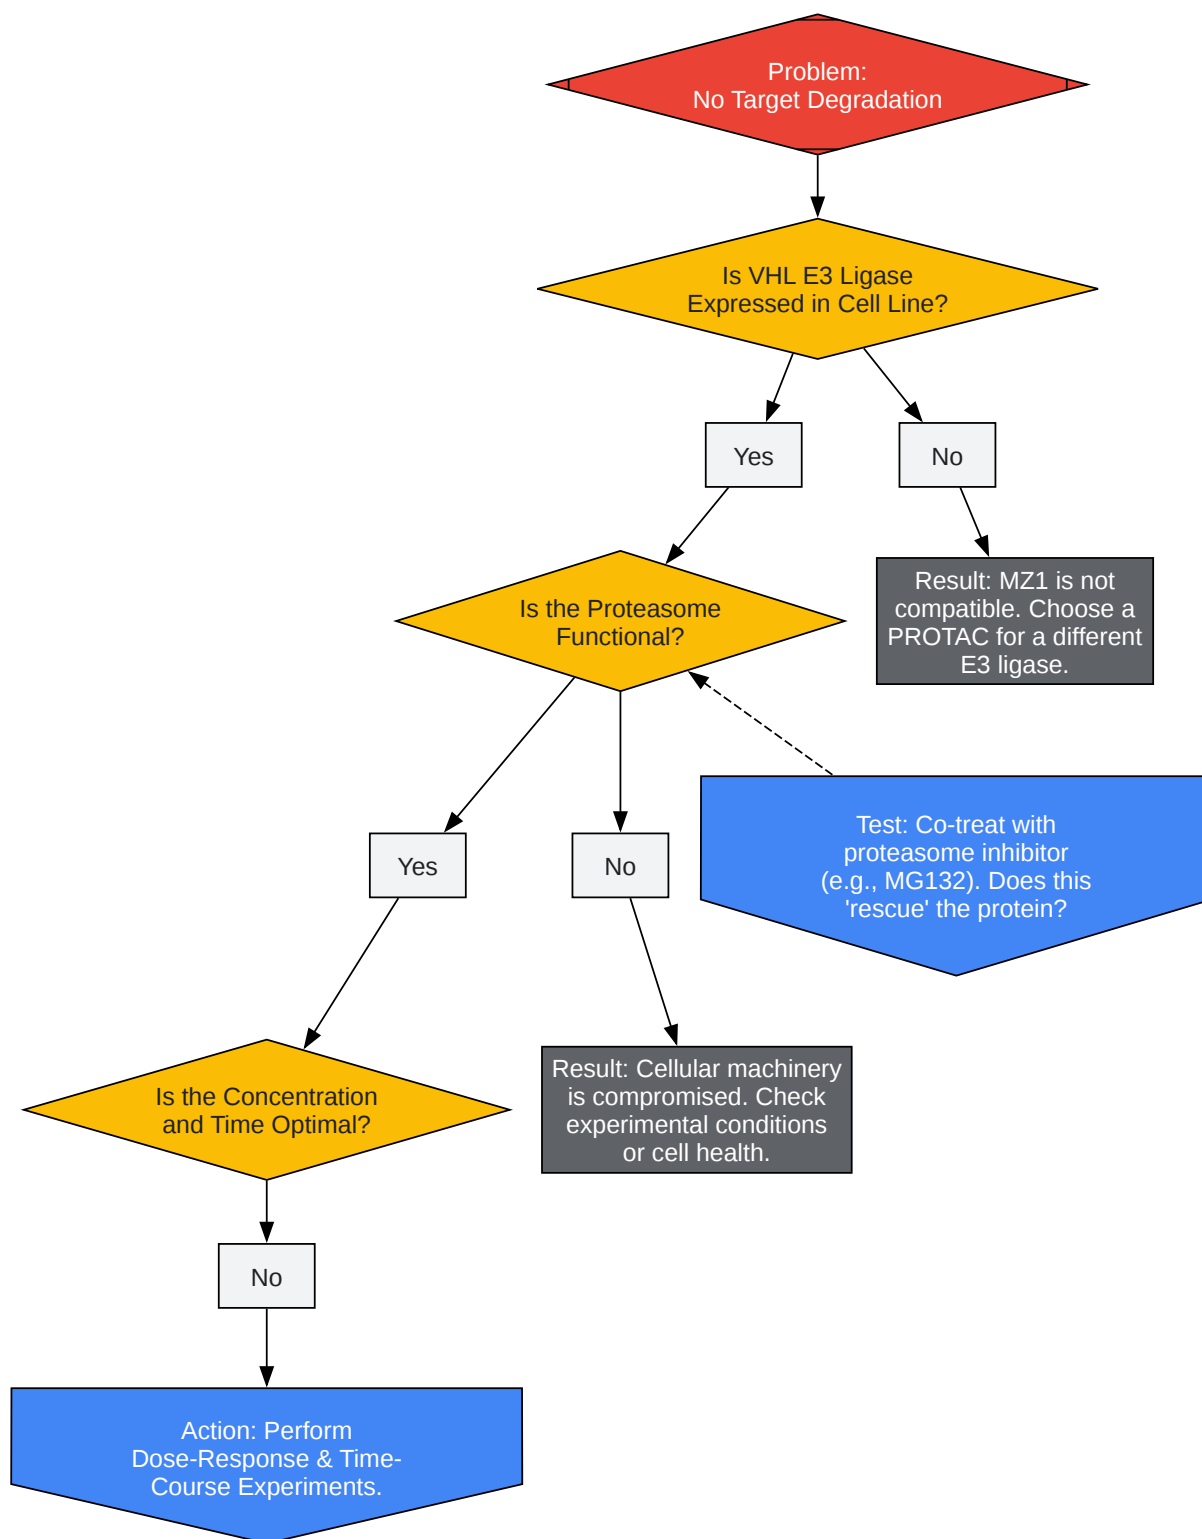 Problem:
No Target Degradation
Is VHL E3 Ligase
Expressed in Cell Line?
Yes
No
Is the Proteasome
Functional?
Result: MZ1 is not
compatible. Choose a
PROTAC for a different
E3 ligase.
Test: Co-treat with
proteasome inhibitor
(e.g., MG132). Does this
'rescue' the protein?
Yes
No
Is the Concentration
and Time Optimal?
Result: Cellular machinery
is compromised. Check
experimental conditions
or cell health.
No
Action: Perform
Dose-Response & Time-
Course Experiments.